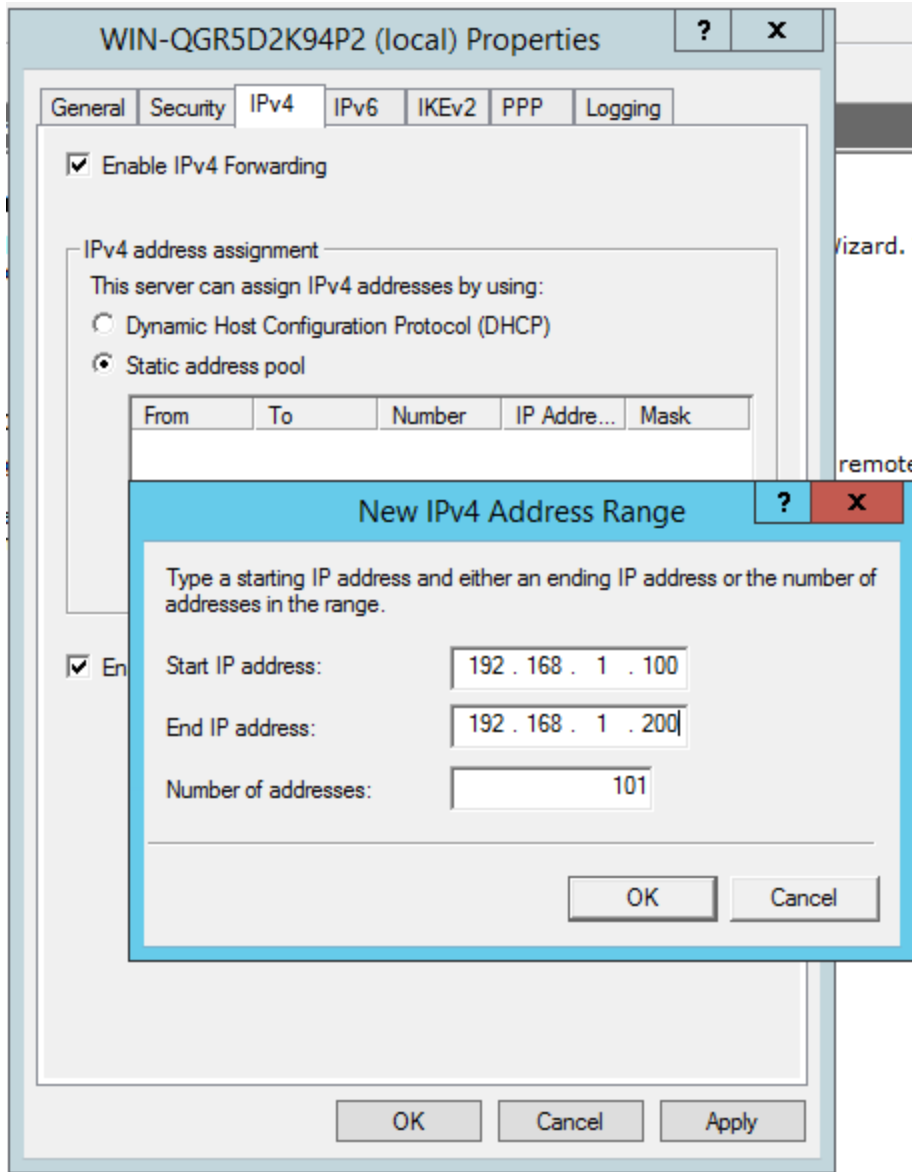 WIN-QGR5D2K94P2 (local) Properties
? x
General Security IPv4 IPv6 IKEv2 PPP Logging
Enable IPv4 Forwarding
IPv4 address assignment
Wizard.
This server can assign IPv4 addresses by using:
Dynamic Host Configuration Protocol (DHCP)
Static address pool
From To Number IP Addre... Mask
remote
New IPv4 Address Range
? x
Type a starting IP address and either an ending IP address or the number of
addresses in the range.
En
Start IP address: 192 . 168 . 1 . 100
End IP address: 192 . 168 . 1 . 200
Number of addresses: 101
OK Cancel
OK Cancel Apply